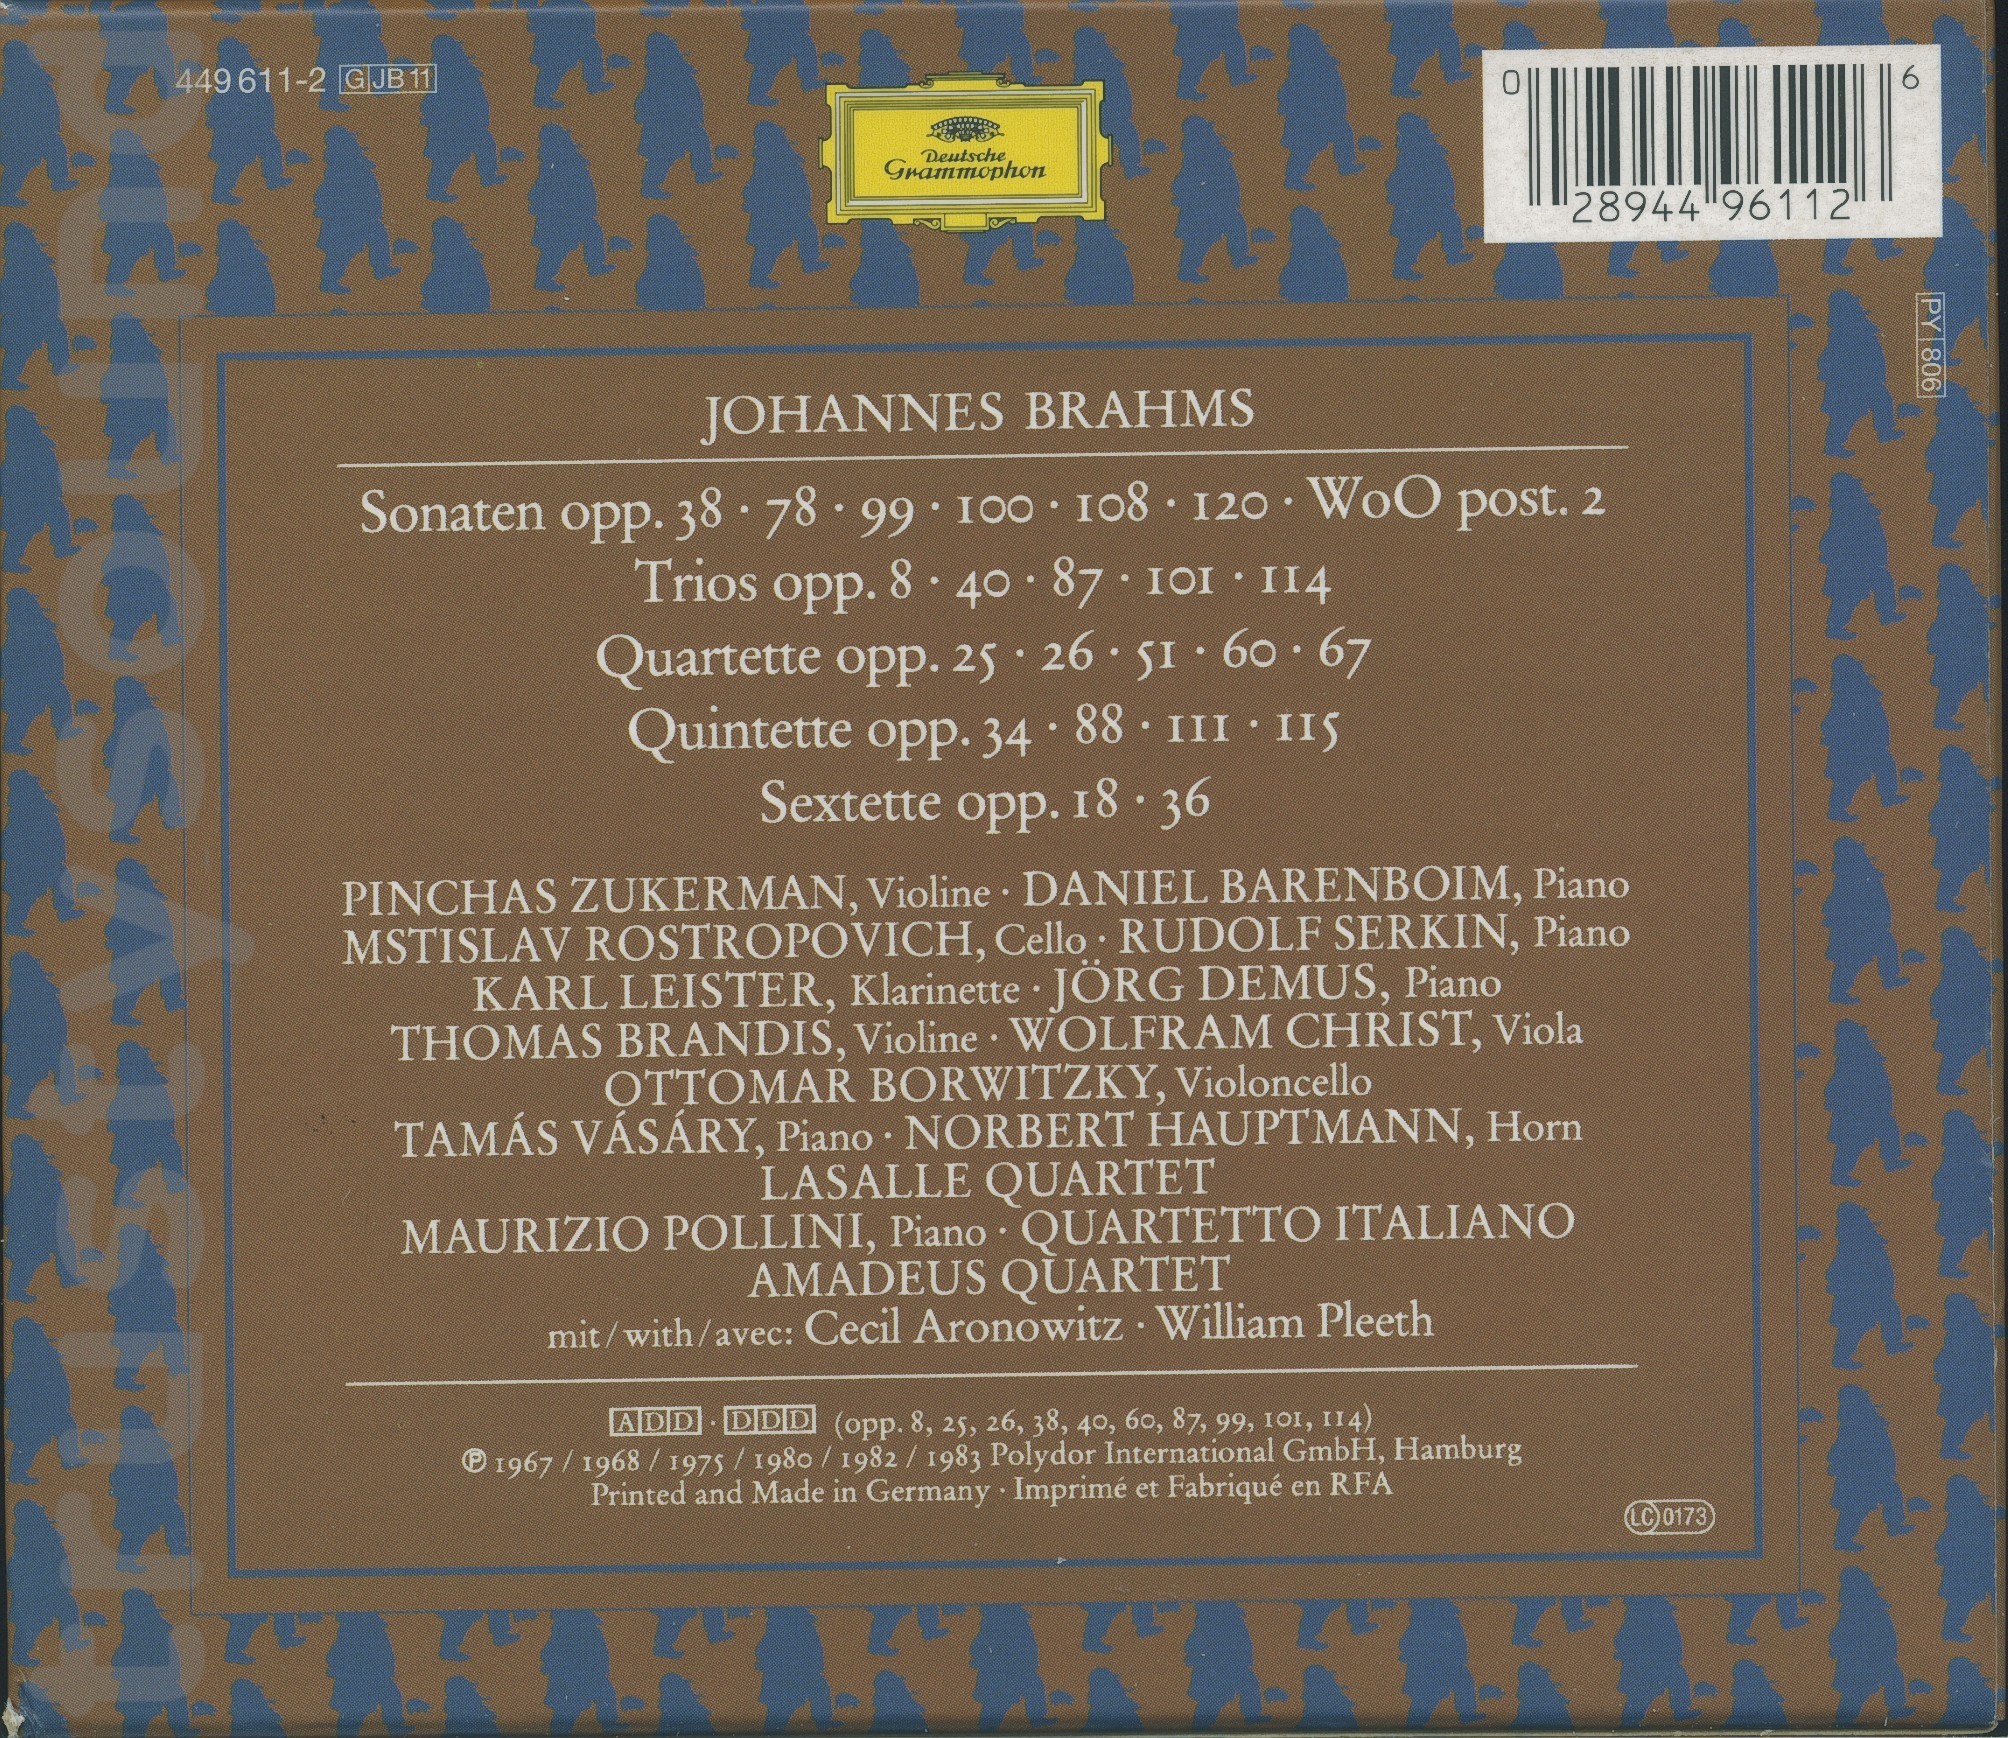 449 611-2 G JB 11
Deutsche
Grammophon
0 28944 96112 6
PY 806
JOHANNES BRAHMS
Sonaten opp. 38 · 78 · 99 · 100 · 108 · 120 · WoO post. 2
Trios opp. 8 · 40 · 87 · 101 · 114
Quartette opp. 25 · 26 · 51 · 60 · 67
Quintette opp. 34 · 88 · 111 · 115
Sextette opp. 18 · 36
PINCHAS ZUKERMAN, Violine · DANIEL BARENBOIM, Piano
MSTISLAV ROSTROPOVICH, Cello · RUDOLF SERKIN, Piano
KARL LEISTER, Klarinette · JÖRG DEMUS, Piano
THOMAS BRANDIS, Violine · WOLFRAM CHRIST, Viola
OTTOMAR BORWITZKY, Violoncello
TAMÁS VÁSÁRY, Piano · NORBERT HAUPTMANN, Horn
LASALLE QUARTET
MAURIZIO POLLINI, Piano · QUARTETTO ITALIANO
AMADEUS QUARTET
mit / with / avec: Cecil Aronowitz · William Pleeth
ADD · DDD (opp. 8, 25, 26, 38, 40, 60, 87, 99, 101, 114)
℗ 1967 / 1968 / 1975 / 1980 / 1982 / 1983 Polydor International GmbH, Hamburg
Printed and Made in Germany · Imprimé et Fabriqué en RFA
LC 0173